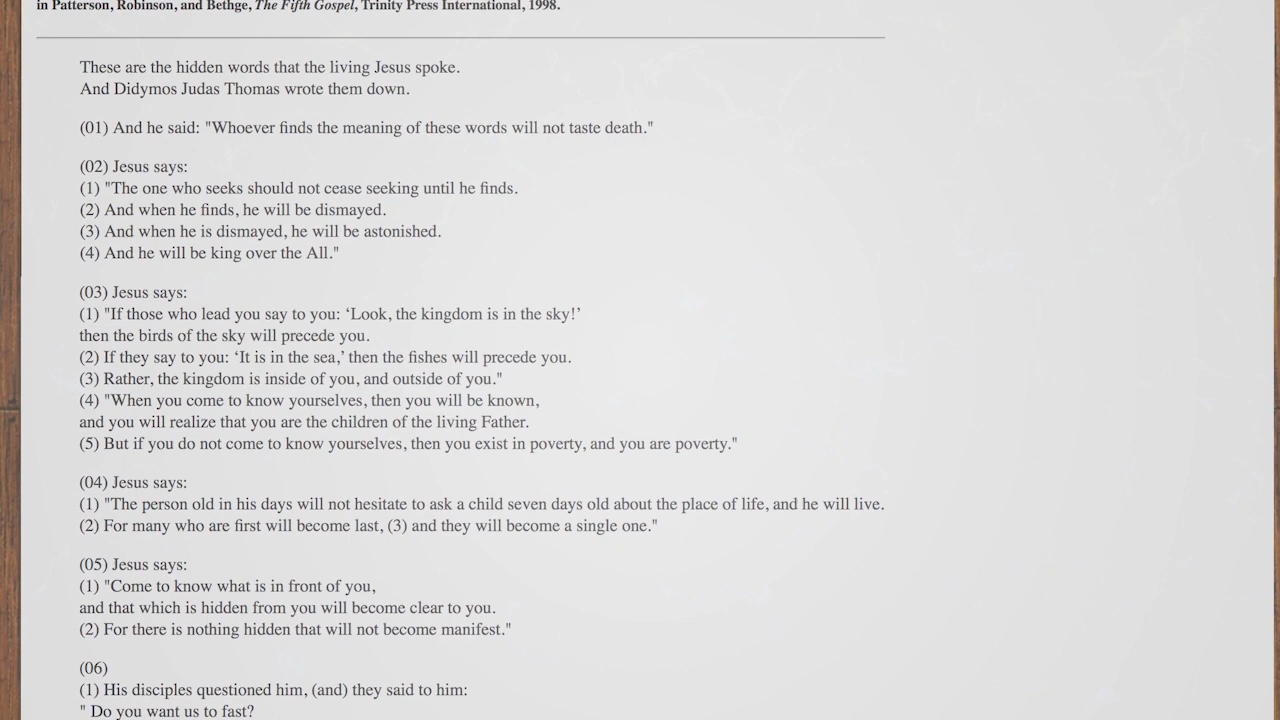 in Patterson, Robinson, and Bethge, The Fifth Gospel, Trinity Press International, 1998.
These are the hidden words that the living Jesus spoke.
And Didymos Judas Thomas wrote them down.
(01) And he said: "Whoever finds the meaning of these words will not taste death."
(02) Jesus says:
(1) "The one who seeks should not cease seeking until he finds.
(2) And when he finds, he will be dismayed.
(3) And when he is dismayed, he will be astonished.
(4) And he will be king over the All."
(03) Jesus says:
(1) "If those who lead you say to you: ‘Look, the kingdom is in the sky!’
then the birds of the sky will precede you.
(2) If they say to you: ‘It is in the sea,’ then the fishes will precede you.
(3) Rather, the kingdom is inside of you, and outside of you."
(4) "When you come to know yourselves, then you will be known,
and you will realize that you are the children of the living Father.
(5) But if you do not come to know yourselves, then you exist in poverty, and you are poverty."
(04) Jesus says:
(1) "The person old in his days will not hesitate to ask a child seven days old about the place of life, and he will live.
(2) For many who are first will become last, (3) and they will become a single one."
(05) Jesus says:
(1) "Come to know what is in front of you,
and that which is hidden from you will become clear to you.
(2) For there is nothing hidden that will not become manifest."
(06)
(1) His disciples questioned him, (and) they said to him:
" Do you want us to fast?